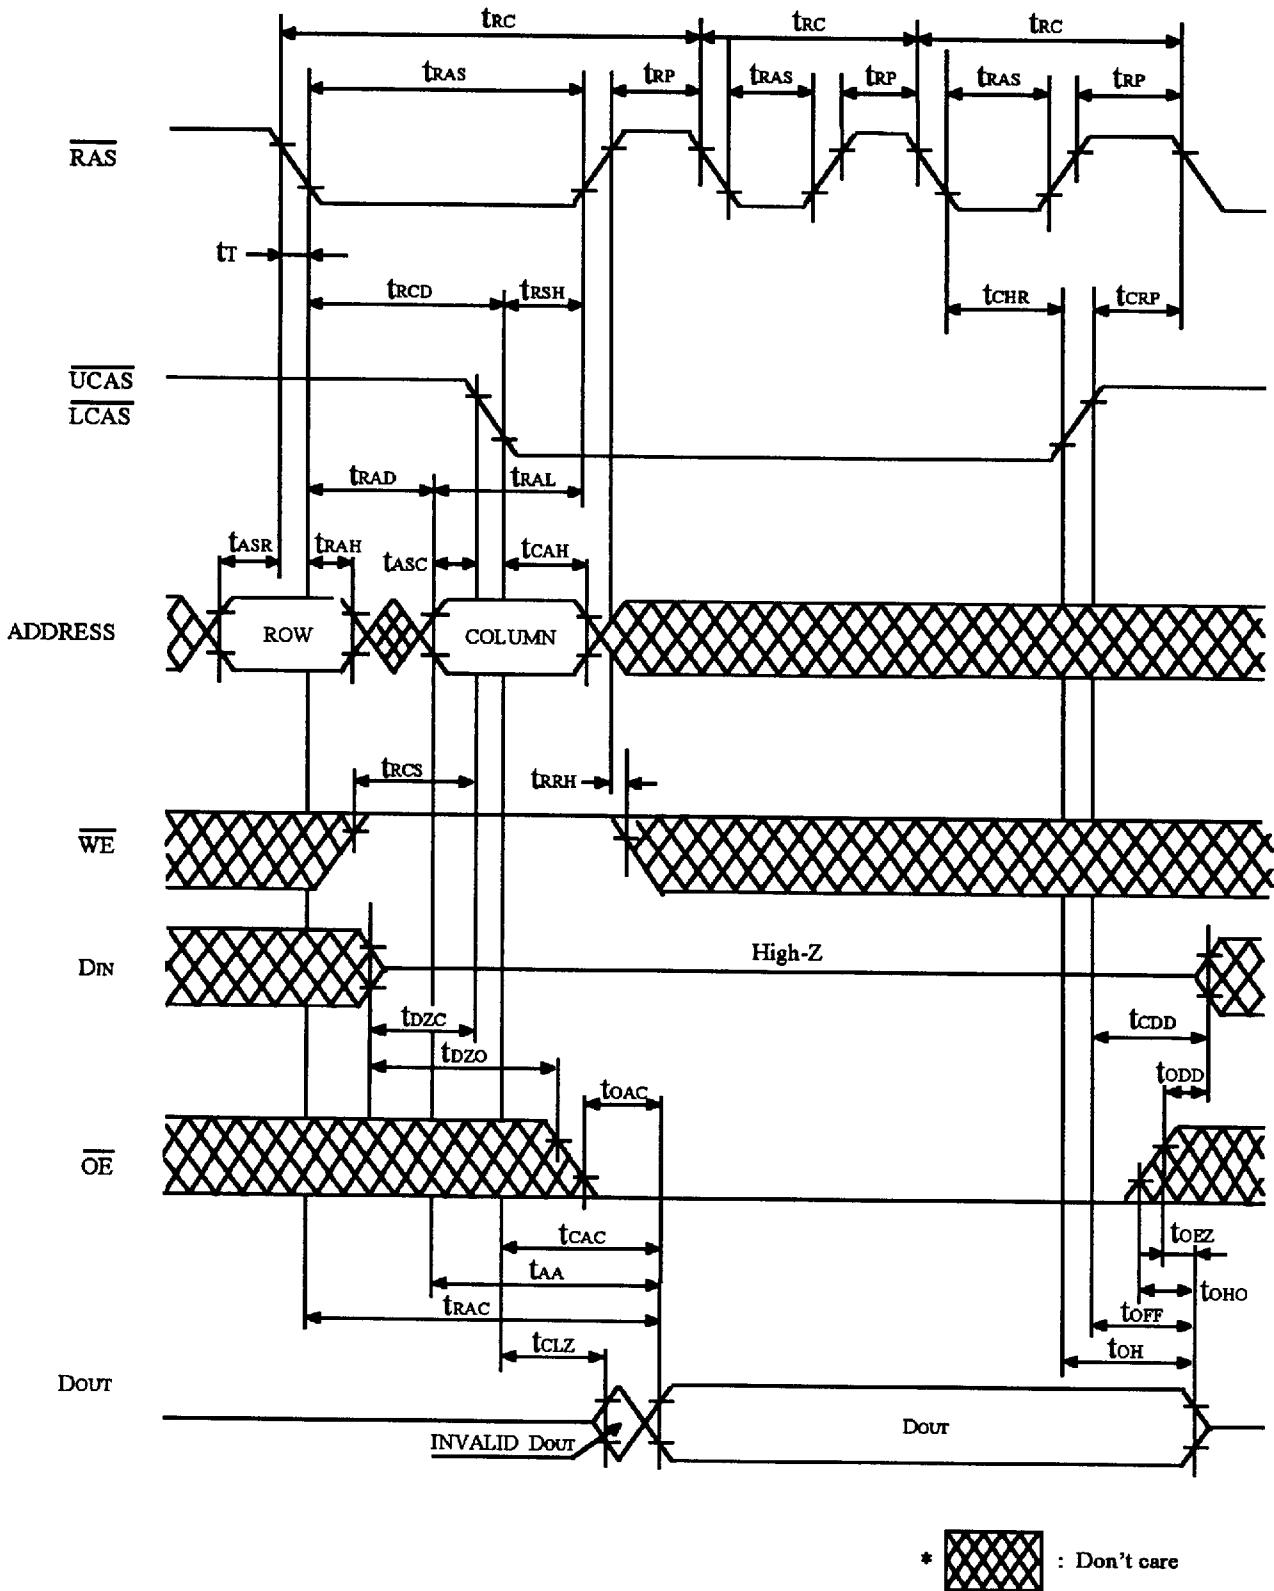 tRC tRC tRC
tRAS tRP tRAS tRP tRAS tRP
RAS
tT
tRCD tRSH tCHR tCRP
UCAS
LCAS
tRAD tRAL
tASR tRAH tASC tCAH
ADDRESS ROW COLUMN
tRCS tRRH
WE
DIN High-Z
tDZC tCDD
tDZO tODD
tOAC
OE
tCAC tOEZ
tAA
tRAC tOHO
tOFF
tCLZ tOH
DOUT
INVALID DOUT DOUT
* : Don't care